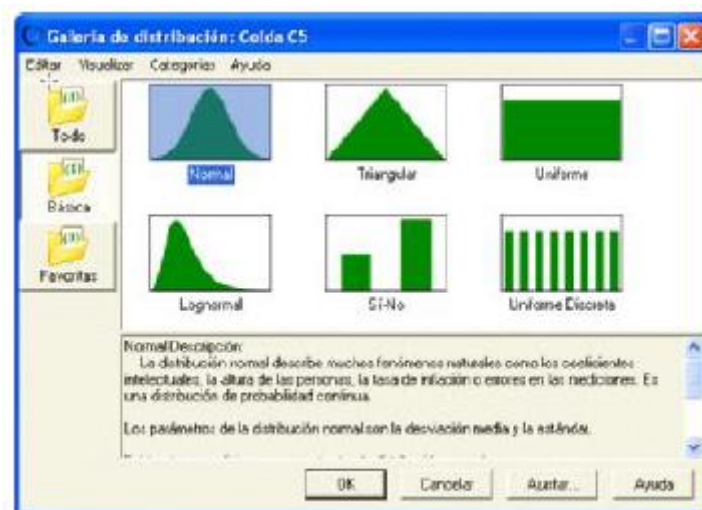 Galería de distribución: Celda C5
Editar Visualizar Categorías Ayuda
Todo
Básica
Favoritas
Normal
Triangular
Uniforme
Lognormal
Sí-No
Uniforme Discreta
Normal Descripción:
La distribución normal describe muchos fenómenos naturales como los coeficientes
intelectuales, la altura de las personas, la tasa de inflación o errores en las mediciones. Es
una distribución de probabilidad continua.
Los parámetros de la distribución normal son la desviación media y la estándar.
OK Cancelar Ajustar... Ayuda